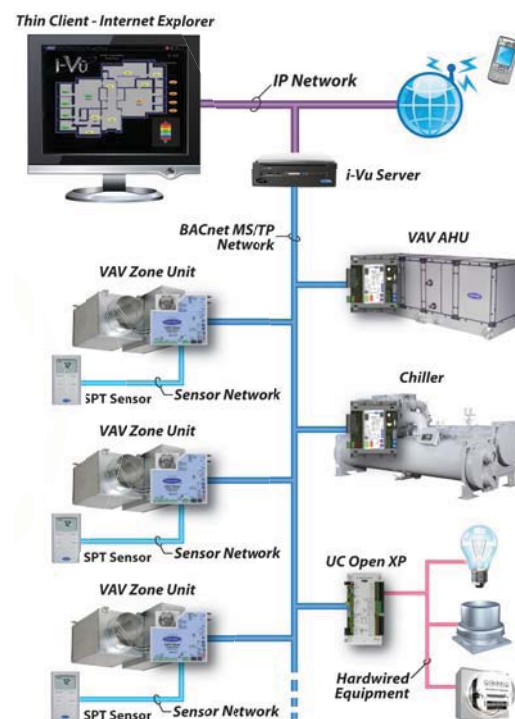 Thin Client - Internet Explorer
i-Vu
IP Network
i-Vu Server
BACnet MS/TP
Network
VAV AHU
VAV Zone Unit
SPT Sensor
Sensor Network
Chiller
VAV Zone Unit
SPT Sensor
Sensor Network
UC Open XP
VAV Zone Unit
SPT Sensor
Sensor Network
Hardwired
Equipment